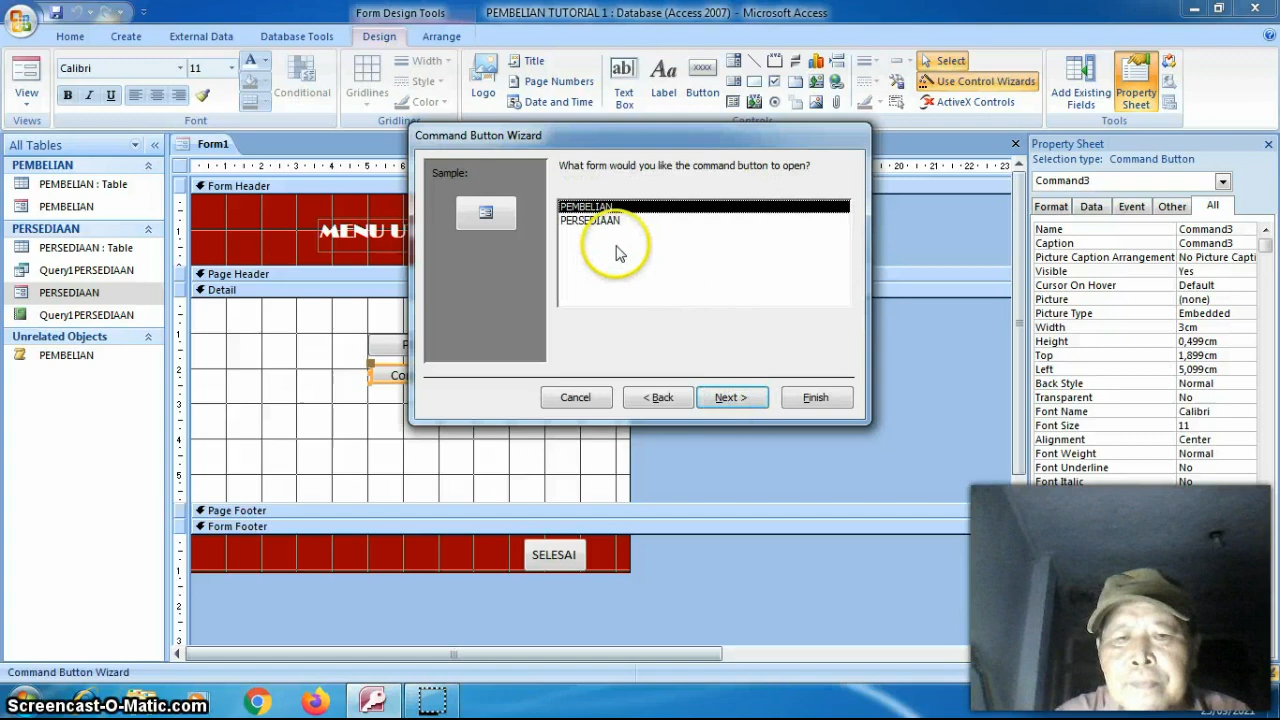 Form Design Tools
PEMBELIAN TUTORIAL 1 : Database (Access 2007) - Microsoft Access
Home Create External Data Database Tools Design Arrange
View
Views
Calibri 11
B I U
Conditional
Font
Gridlines
Width
Style
Color
Gridlines
Logo
Title
Page Numbers
Date and Time
ab|
Text Box
Aa
Label
xxxx
Button
Controls
Select
Use Control Wizards
ActiveX Controls
Add Existing Fields
Property Sheet
Tools
All Tables
PEMBELIAN
PEMBELIAN : Table
PEMBELIAN
PERSEDIAAN
PERSEDIAAN : Table
Query1PERSEDIAAN
PERSEDIAAN
Query1PERSEDIAAN
Unrelated Objects
PEMBELIAN
Form1
Form Header
MENU U
Page Header
Detail
P
Co
Page Footer
Form Footer
SELESAI
Command Button Wizard
Sample:
What form would you like the command button to open?
PEMBELIAN
PERSEDIAAN
Cancel
< Back
Next >
Finish
Property Sheet
Selection type: Command Button
Command3
Format Data Event Other All
Name Command3
Caption Command3
Picture Caption Arrangement No Picture Capti
Visible Yes
Cursor On Hover Default
Picture (none)
Picture Type Embedded
Width 3cm
Height 0,499cm
Top 1,899cm
Left 5,099cm
Back Style Normal
Transparent No
Font Name Calibri
Font Size 11
Alignment Center
Font Weight Normal
Font Underline No
Font Italic No
Command Button Wizard
Screencast-O-Matic.com